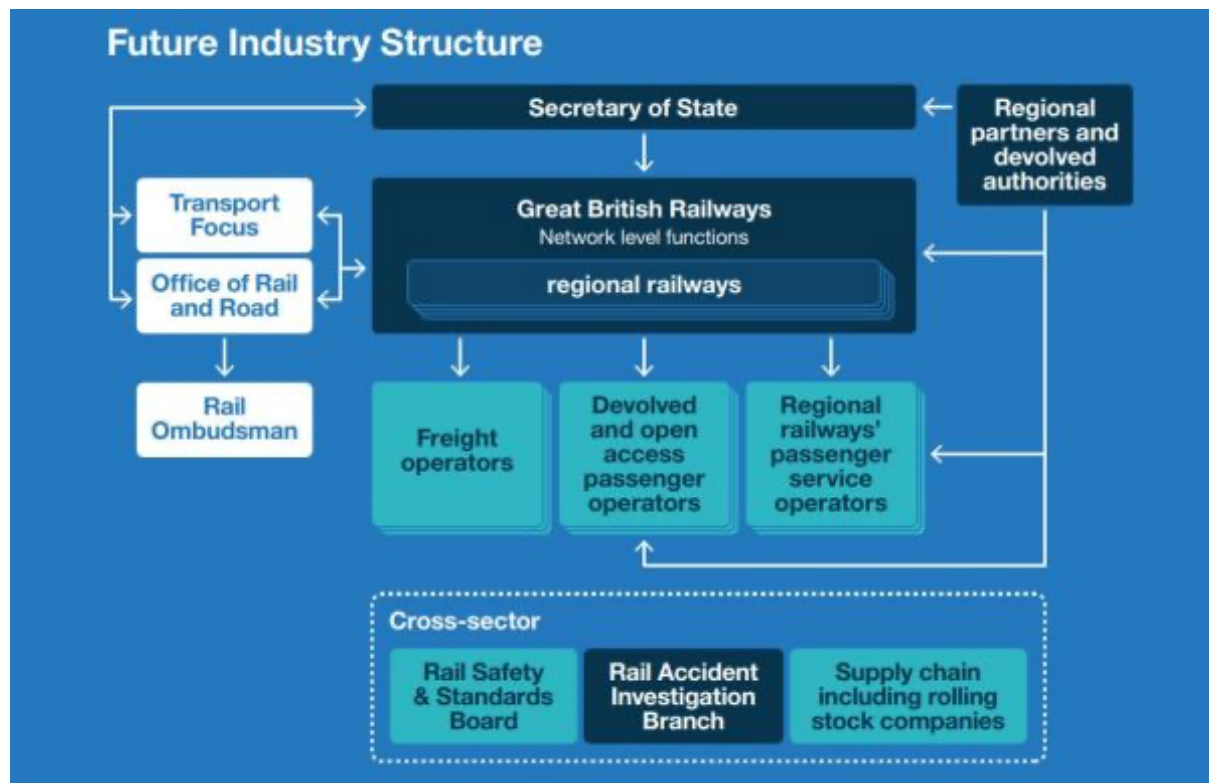 Future Industry Structure
Secretary of State
Regional
partners and
devolved
authorities
Transport
Focus
Great British Railways
Network level functions
regional railways
Office of Rail
and Road
Rail
Ombudsman
Freight
operators
Devolved
and open
access
passenger
operators
Regional
railways'
passenger
service
operators
Cross-sector
Rail Safety
& Standards
Board
Rail Accident
Investigation
Branch
Supply chain
including rolling
stock companies